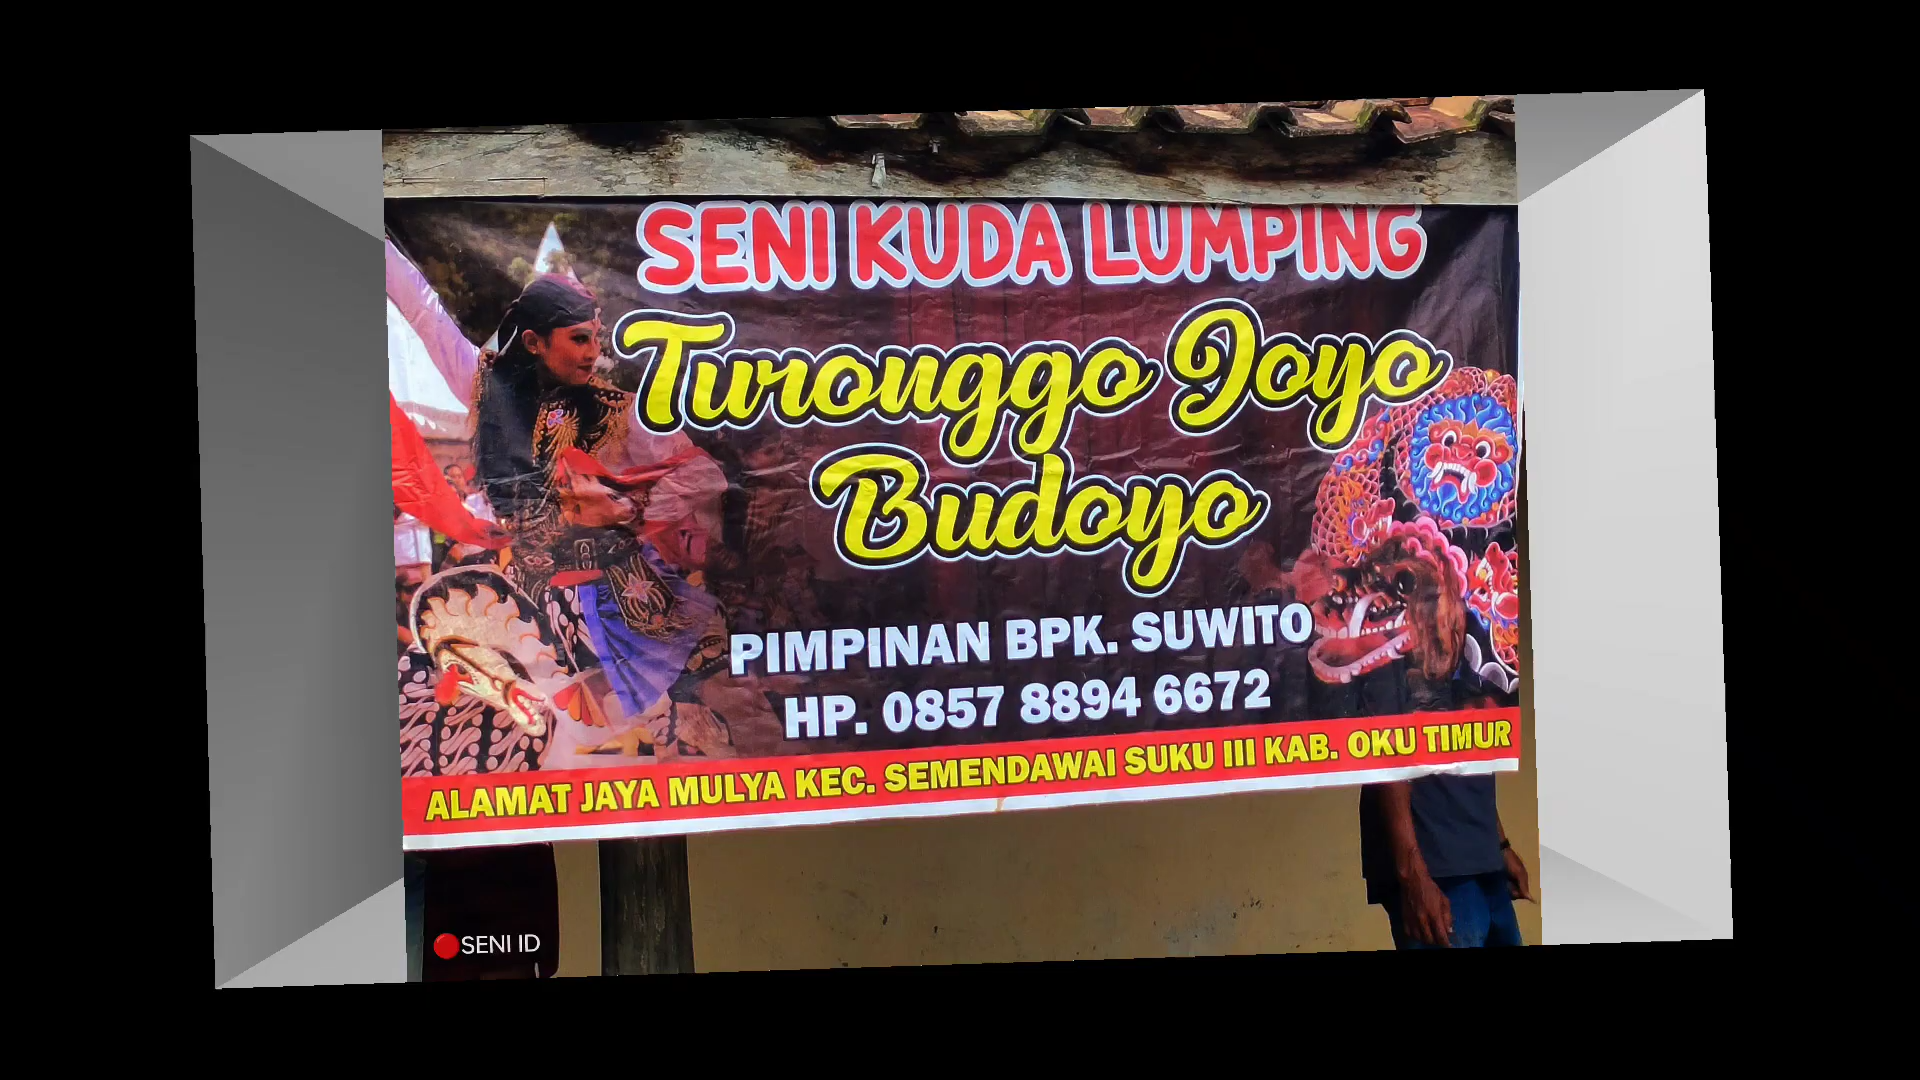 SENI KUDA LUMPING
Turonggo Joyo
Budoyo
PIMPINAN BPK. SUWITO
HP. 0857 8894 6672
ALAMAT JAYA MULYA KEC. SEMENDAWAI SUKU III KAB. OKU TIMUR
SENI ID